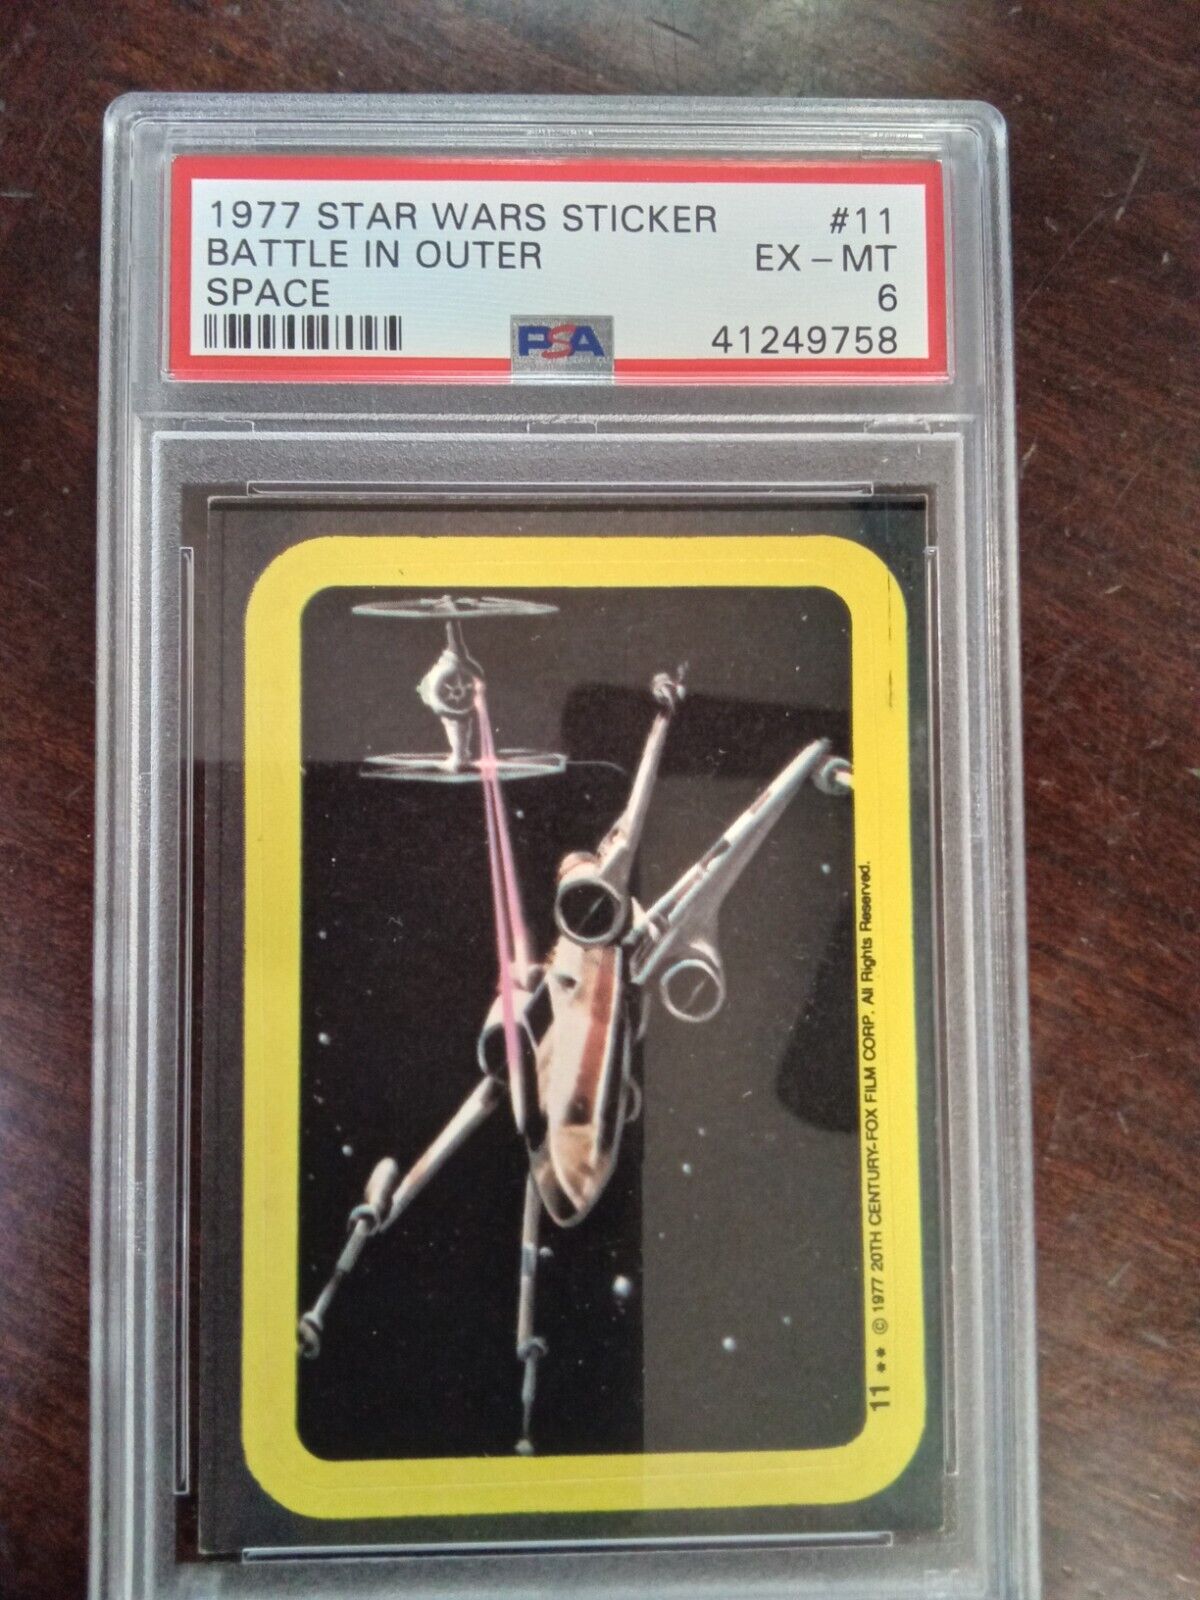 1977 STAR WARS STICKER #11
BATTLE IN OUTER EX - MT
SPACE 6
PSA 41249758
11 ** © 1977 20TH CENTURY-FOX FILM CORP. All Rights Reserved.